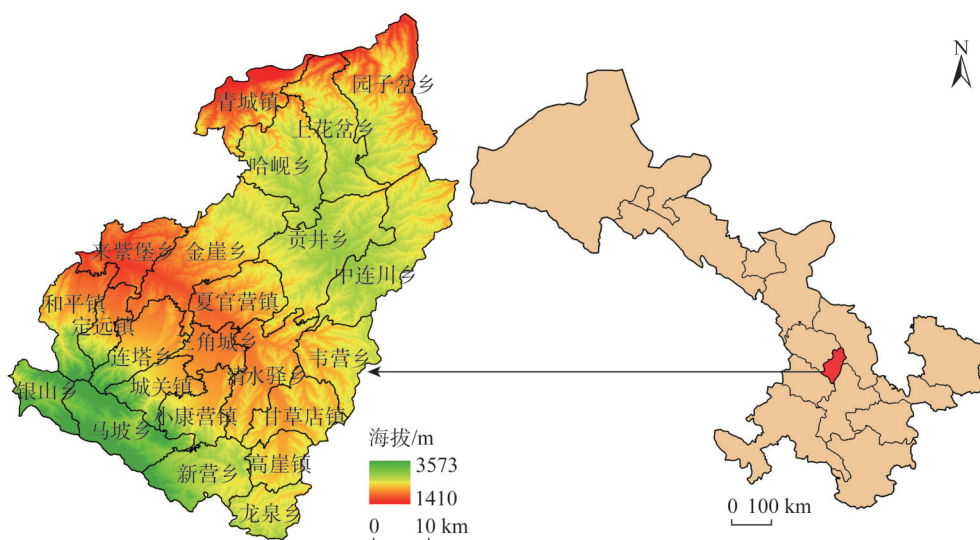 N
园子岔乡
青城镇
上花岔乡
哈岘乡
贡井乡
来紫堡乡
金崖乡
中连川乡
夏官营镇
和平镇
定远镇
三角城乡
连塔乡
韦营乡
清水驿乡
城关镇
银山乡
小康营镇
甘草店镇
马坡乡
新营乡
高崖镇
龙泉乡
海拔/m
3573
1410
0 10 km
0 100 km